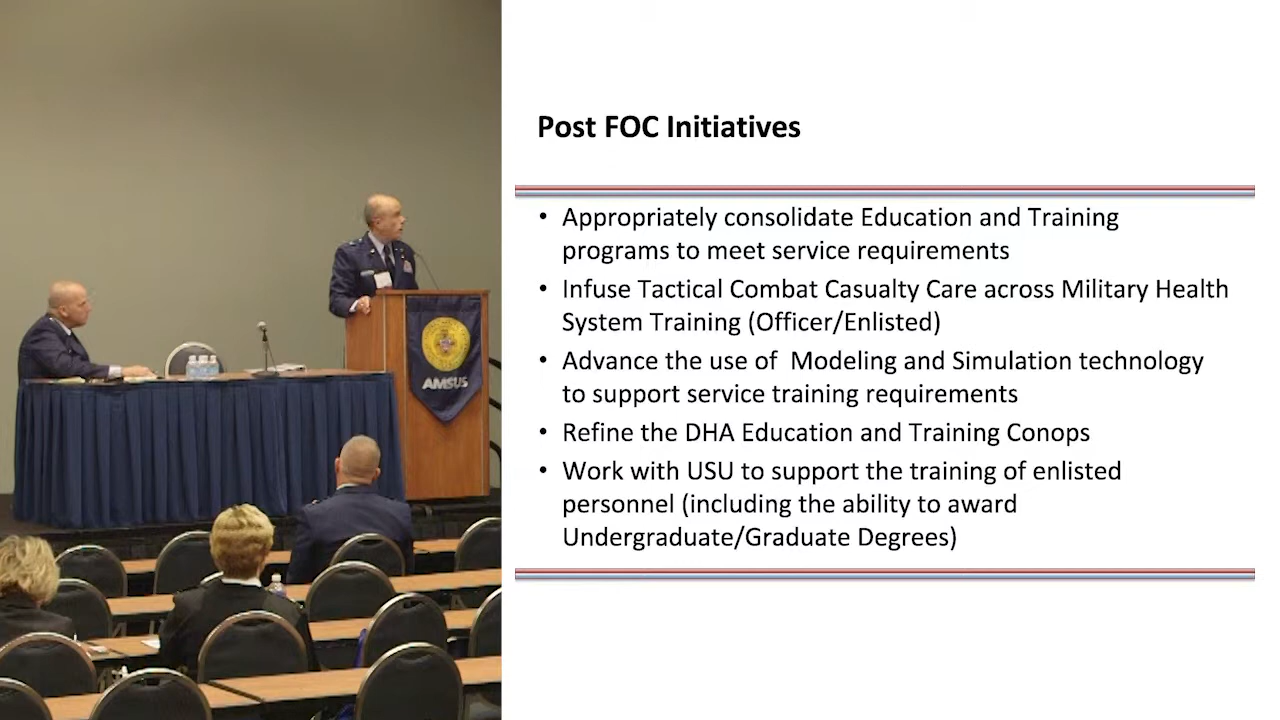 Post FOC Initiatives
• Appropriately consolidate Education and Training
programs to meet service requirements
• Infuse Tactical Combat Casualty Care across Military Health
System Training (Officer/Enlisted)
• Advance the use of  Modeling and Simulation technology
to support service training requirements
• Refine the DHA Education and Training Conops
• Work with USU to support the training of enlisted
personnel (including the ability to award
Undergraduate/Graduate Degrees)
AMSUS